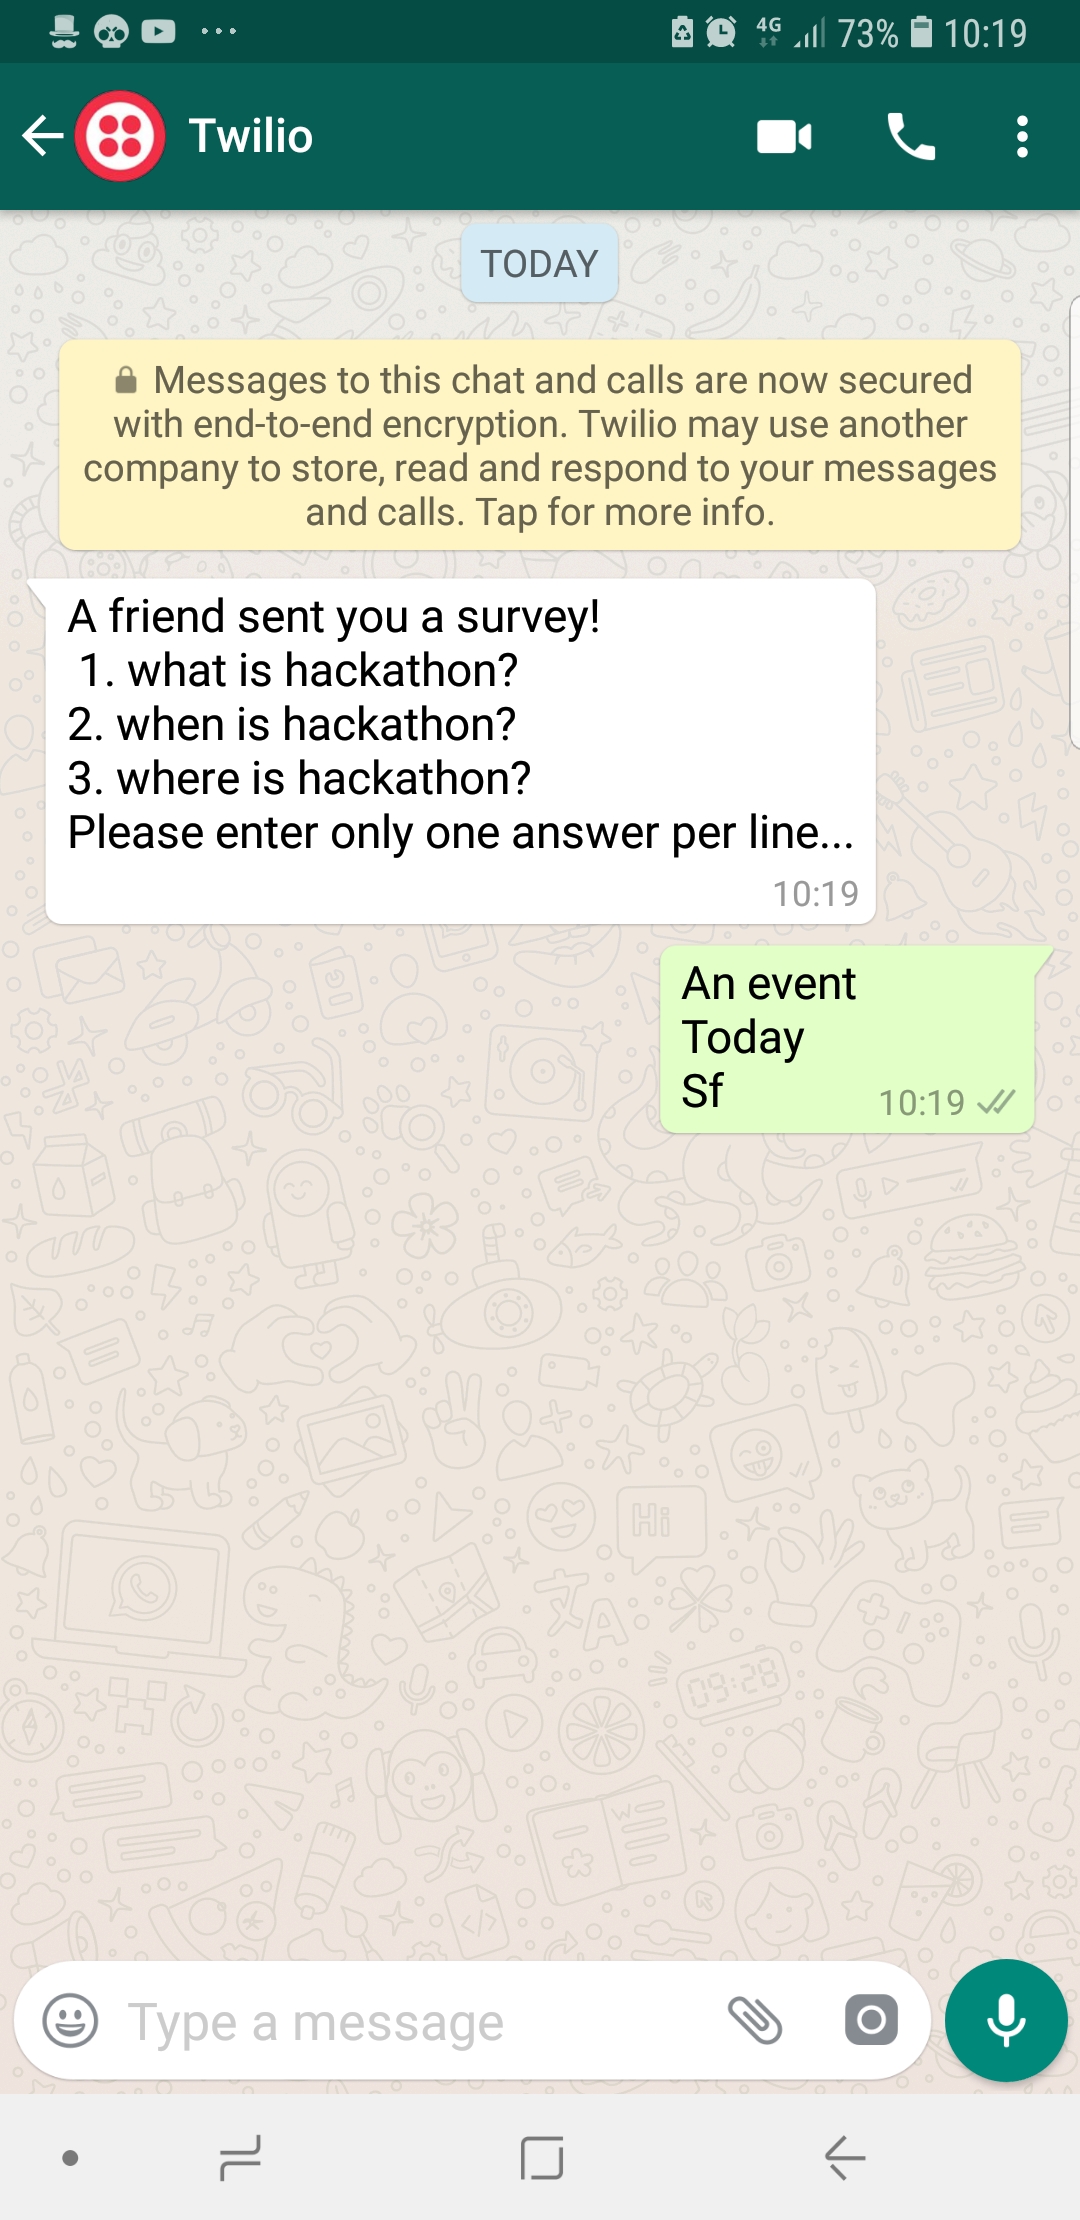 4G 73% 10:19
Twilio
TODAY
Messages to this chat and calls are now secured
with end-to-end encryption. Twilio may use another
company to store, read and respond to your messages
and calls. Tap for more info.
A friend sent you a survey!
1. what is hackathon?
2. when is hackathon?
3. where is hackathon?
Please enter only one answer per line...
10:19
An event
Today
Sf
10:19
Hi
09:28
Type a message